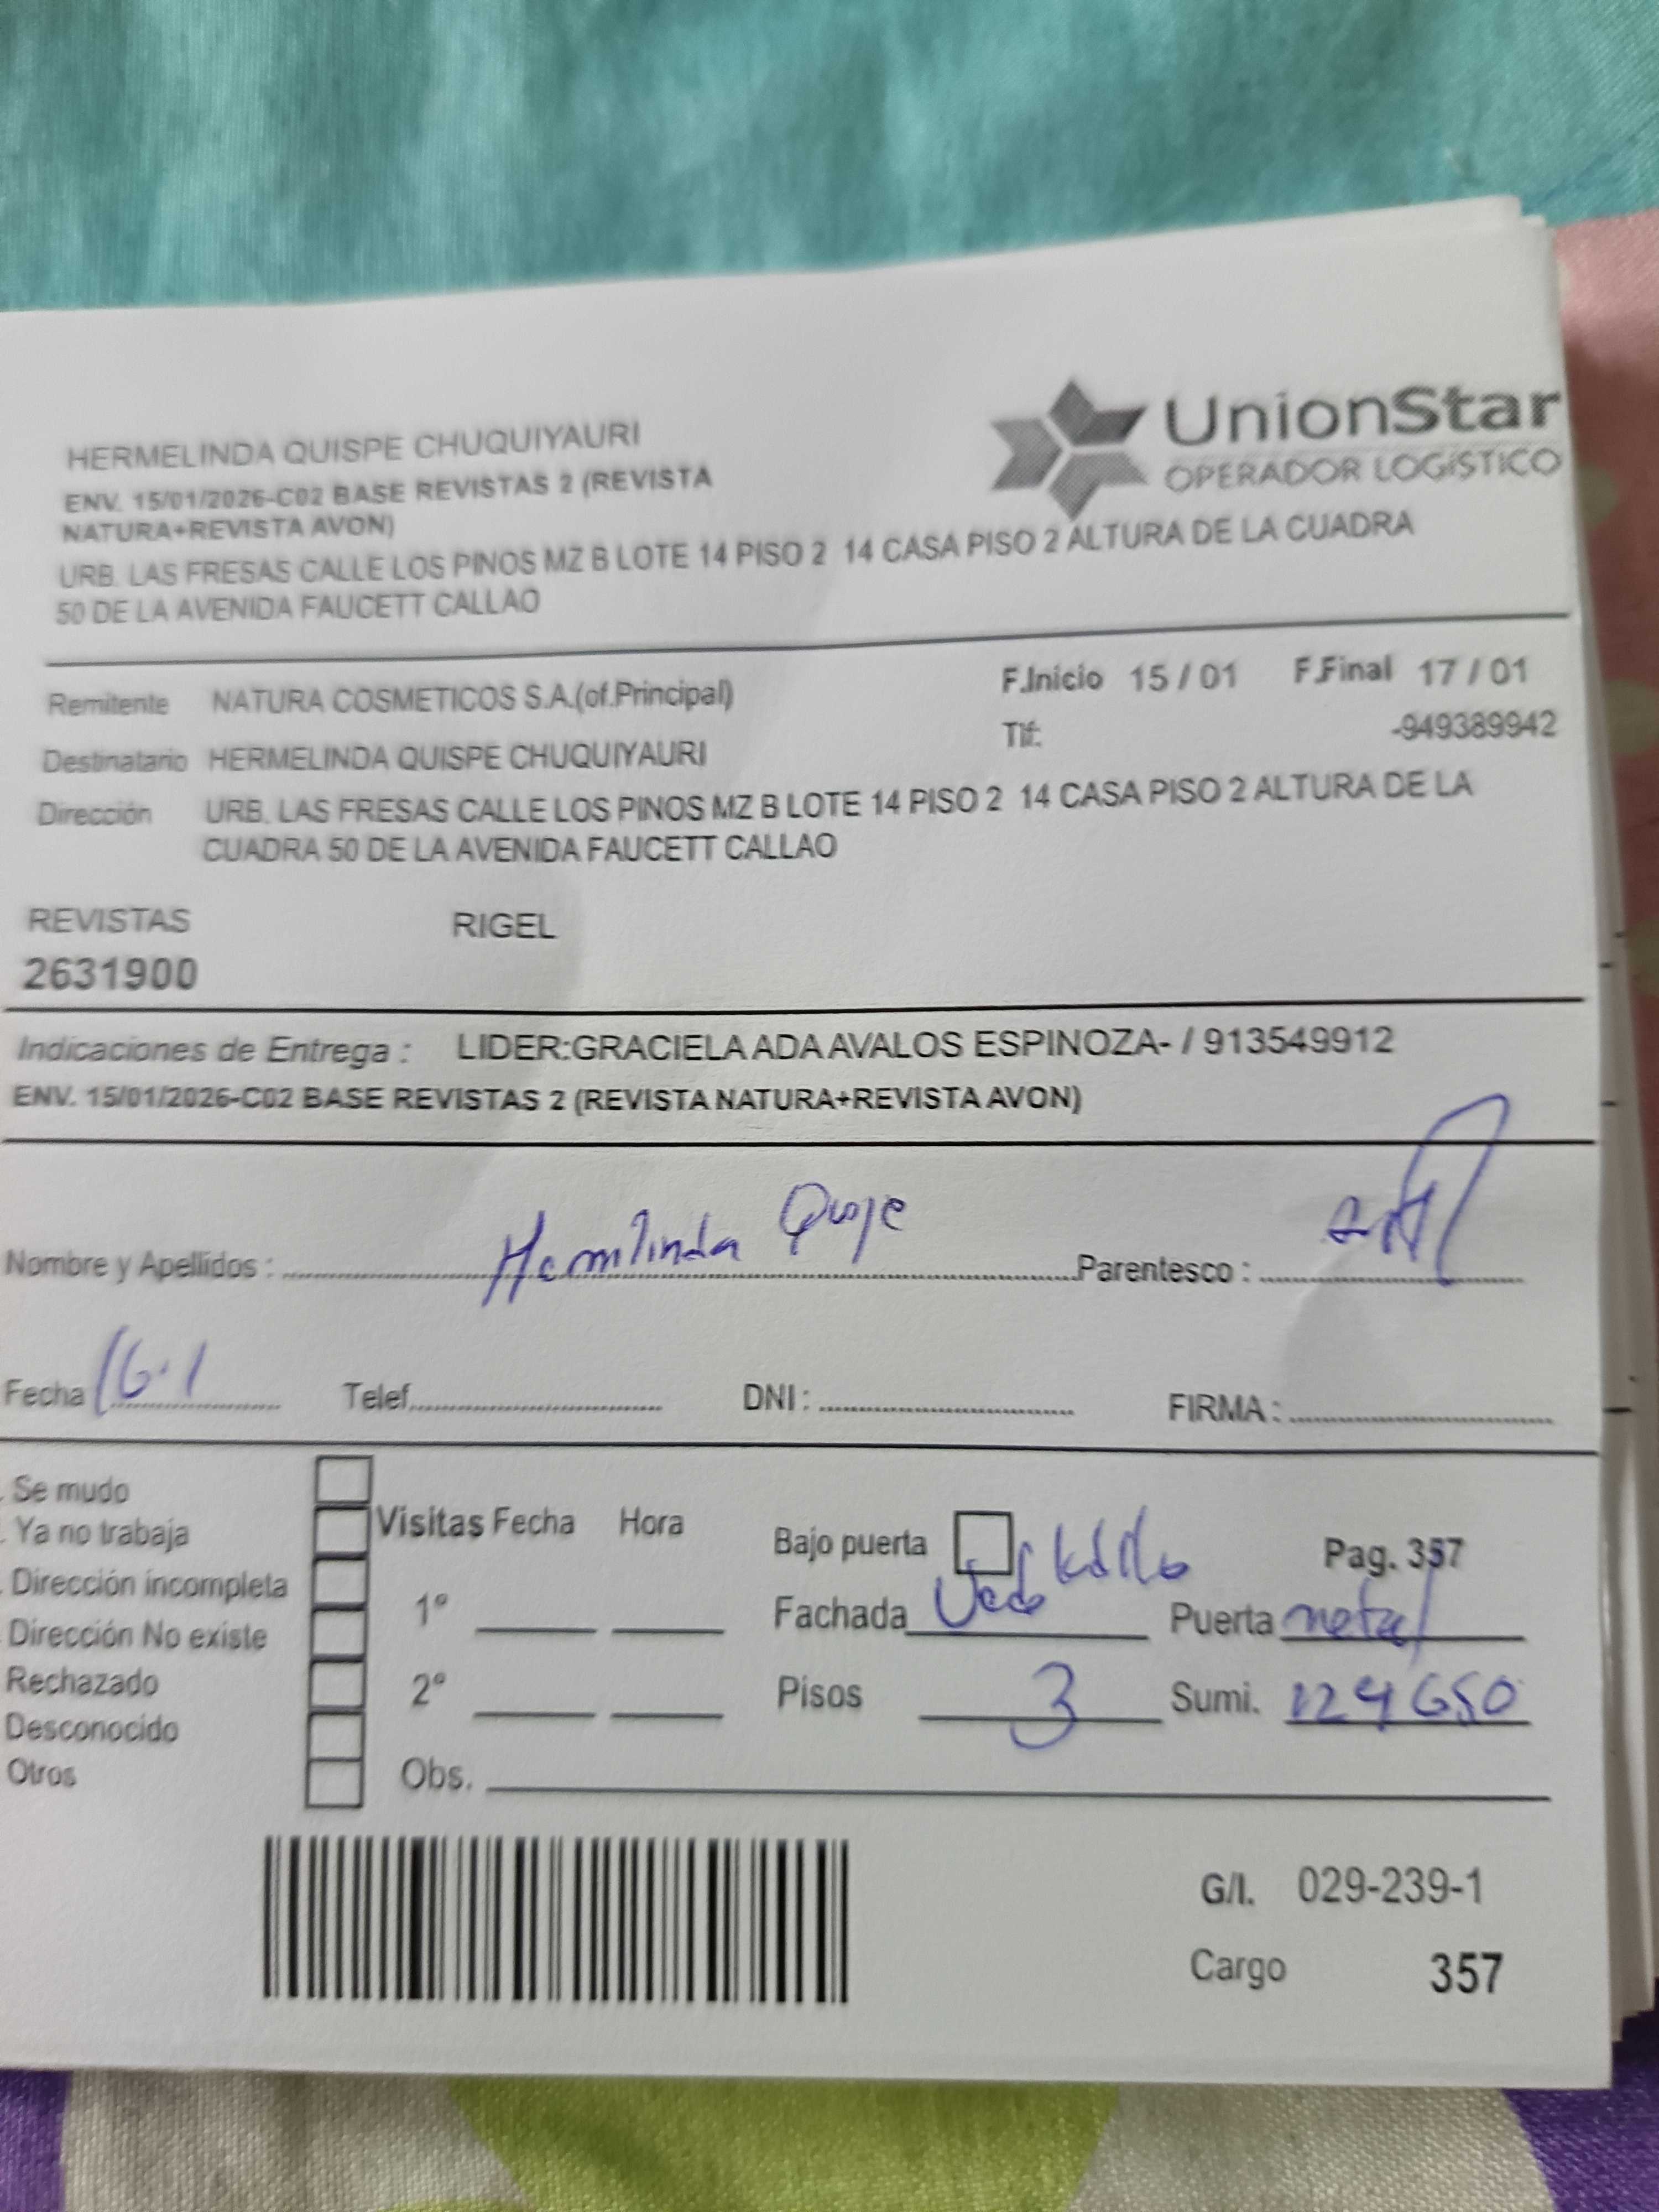 UnionStar
OPERADOR LOGÍSTICO
HERMELINDA QUISPE CHUQUIYAURI
ENV. 15/01/2026-C02 BASE REVISTAS 2 (REVISTA
NATURA+REVISTA AVON)
URB. LAS FRESAS CALLE LOS PINOS MZ B LOTE 14 PISO 2 14 CASA PISO 2 ALTURA DE LA CUADRA
50 DE LA AVENIDA FAUCETT CALLAO
Remitente NATURA COSMETICOS S.A.(of.Principal) F.Inicio 15 / 01 F.Final 17 / 01
Tlf: -949389942
Destinatario HERMELINDA QUISPE CHUQUIYAURI
Dirección URB. LAS FRESAS CALLE LOS PINOS MZ B LOTE 14 PISO 2 14 CASA PISO 2 ALTURA DE LA
CUADRA 50 DE LA AVENIDA FAUCETT CALLAO
REVISTAS RIGEL
2631900
Indicaciones de Entrega : LIDER:GRACIELA ADA AVALOS ESPINOZA- / 913549912
ENV. 15/01/2026-C02 BASE REVISTAS 2 (REVISTA NATURA+REVISTA AVON)
Nombre y Apellidos : Hermilinda Parentesco :
Fecha 16-1 Telef. DNI : FIRMA :
Se mudo
Ya no trabaja
Dirección incompleta
Dirección No existe
Rechazado
Desconocido
Otros
Visitas Fecha Hora
1º
2º
Obs.
Bajo puerta Pag. 357
Fachada Puerta metal
Pisos 3 Sumi. 124650
G/I. 029-239-1
Cargo 357